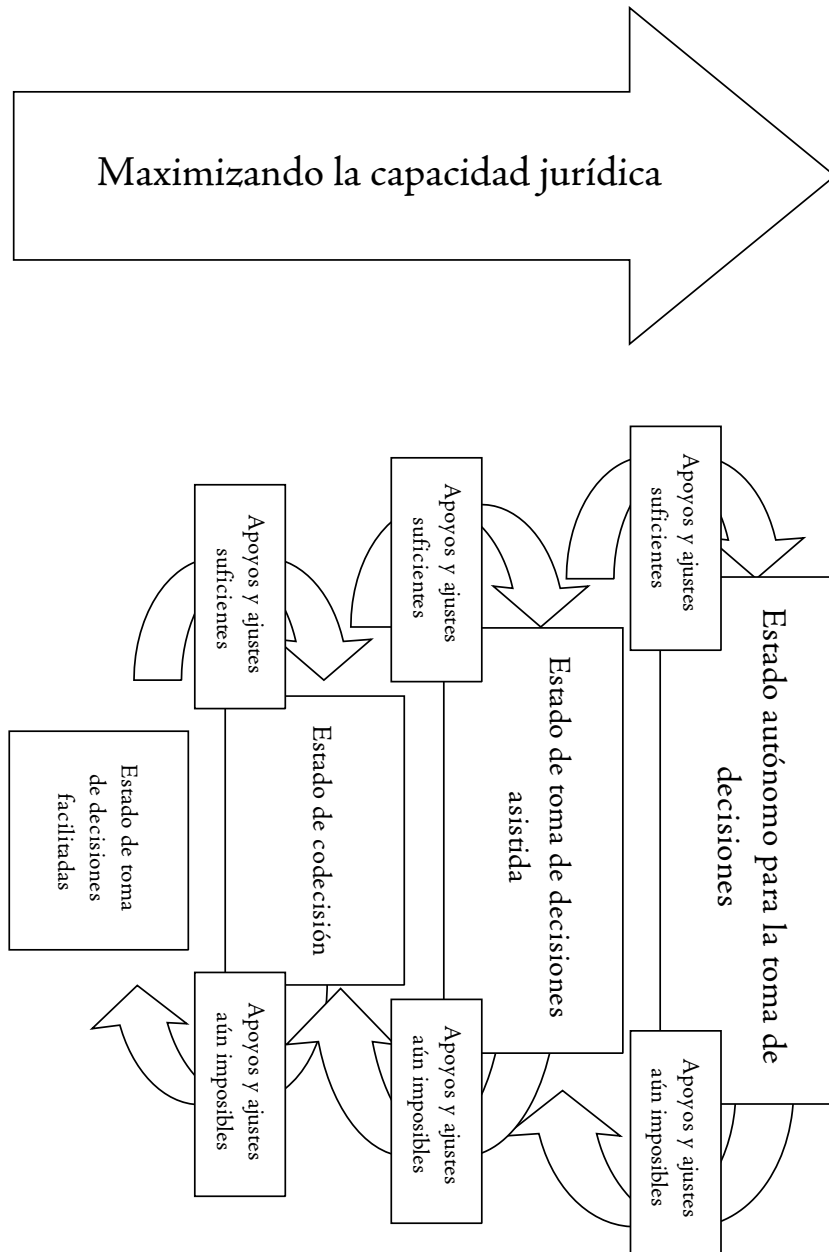 Maximizando la capacidad jurídica
Apoyos y ajustes
suficientes
Estado autónomo para la toma de
decisiones
Apoyos y ajustes
aún imposibles
Apoyos y ajustes
suficientes
Estado de toma de decisiones
asistida
Apoyos y ajustes
aún imposibles
Apoyos y ajustes
suficientes
Estado de codecisión
Apoyos y ajustes
aún imposibles
Estado de toma
de decisiones
facilitadas